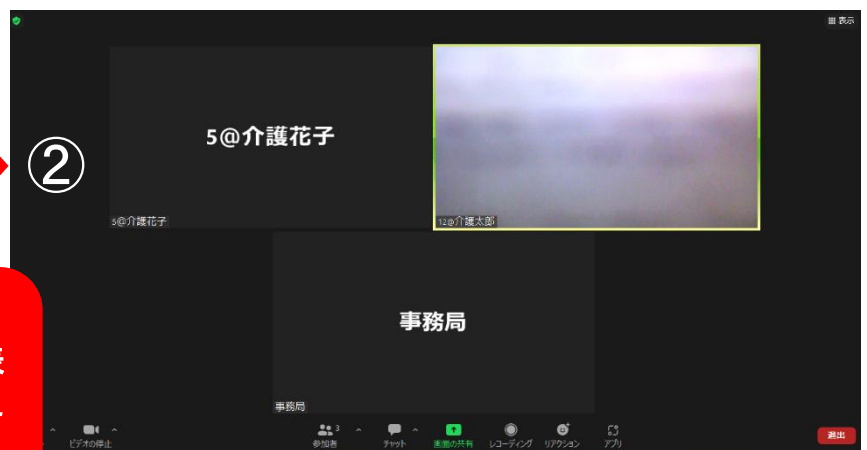 表示
②
5@介護花子
5@介護花子
12@介護太郎
事務局
事務局
ビデオの停止
3
参加者
チャット
画面の共有
レコーディング
リアクション
アプリ
退出